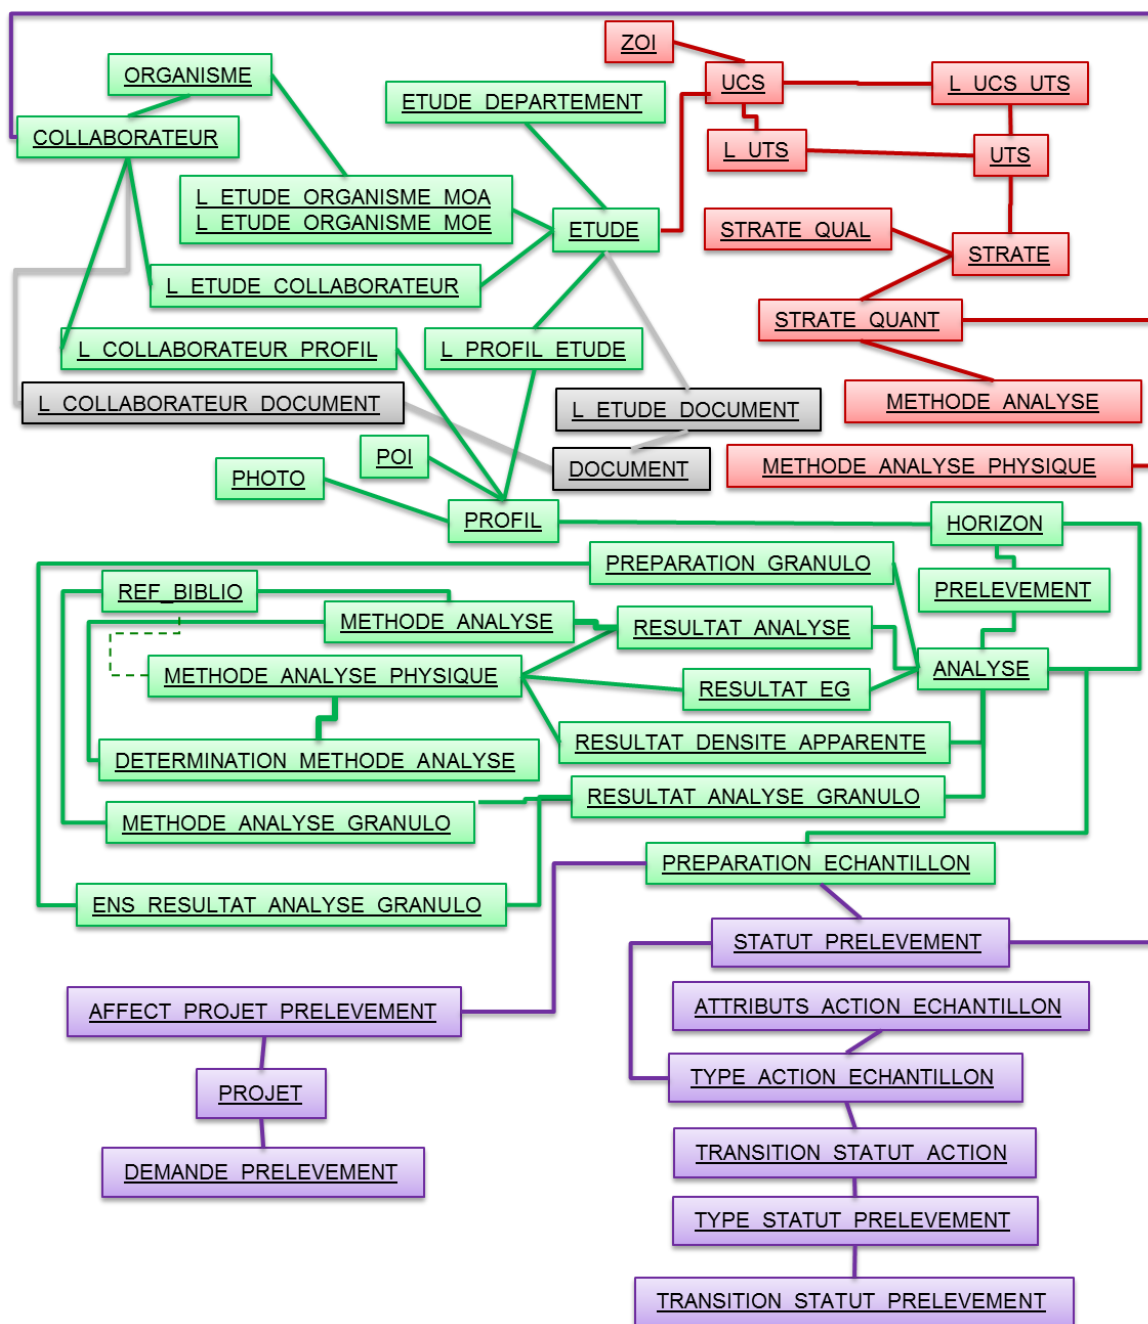 ZOI
ORGANISME
UCS
L_UCS_UTS
ETUDE_DEPARTEMENT
COLLABORATEUR
L_UTS
UTS
L_ETUDE_ORGANISME_MOA
L_ETUDE_ORGANISME_MOE
ETUDE
STRATE_QUAL
STRATE
L_ETUDE_COLLABORATEUR
STRATE_QUANT
L_COLLABORATEUR_PROFIL
L_PROFIL_ETUDE
L_COLLABORATEUR_DOCUMENT
L_ETUDE_DOCUMENT
METHODE_ANALYSE
POI
DOCUMENT
METHODE_ANALYSE_PHYSIQUE
PHOTO
PROFIL
HORIZON
PREPARATION_GRANULO
REF_BIBLIO
PRELEVEMENT
METHODE_ANALYSE
RESULTAT_ANALYSE
METHODE_ANALYSE_PHYSIQUE
RESULTAT_EG
ANALYSE
RESULTAT_DENSITE_APPARENTE
DETERMINATION_METHODE_ANALYSE
RESULTAT_ANALYSE_GRANULO
METHODE_ANALYSE_GRANULO
PREPARATION_ECHANTILLON
ENS_RESULTAT_ANALYSE_GRANULO
STATUT_PRELEVEMENT
AFFECT_PROJET_PRELEVEMENT
ATTRIBUTS_ACTION_ECHANTILLON
PROJET
TYPE_ACTION_ECHANTILLON
DEMANDE_PRELEVEMENT
TRANSITION_STATUT_ACTION
TYPE_STATUT_PRELEVEMENT
TRANSITION_STATUT_PRELEVEMENT